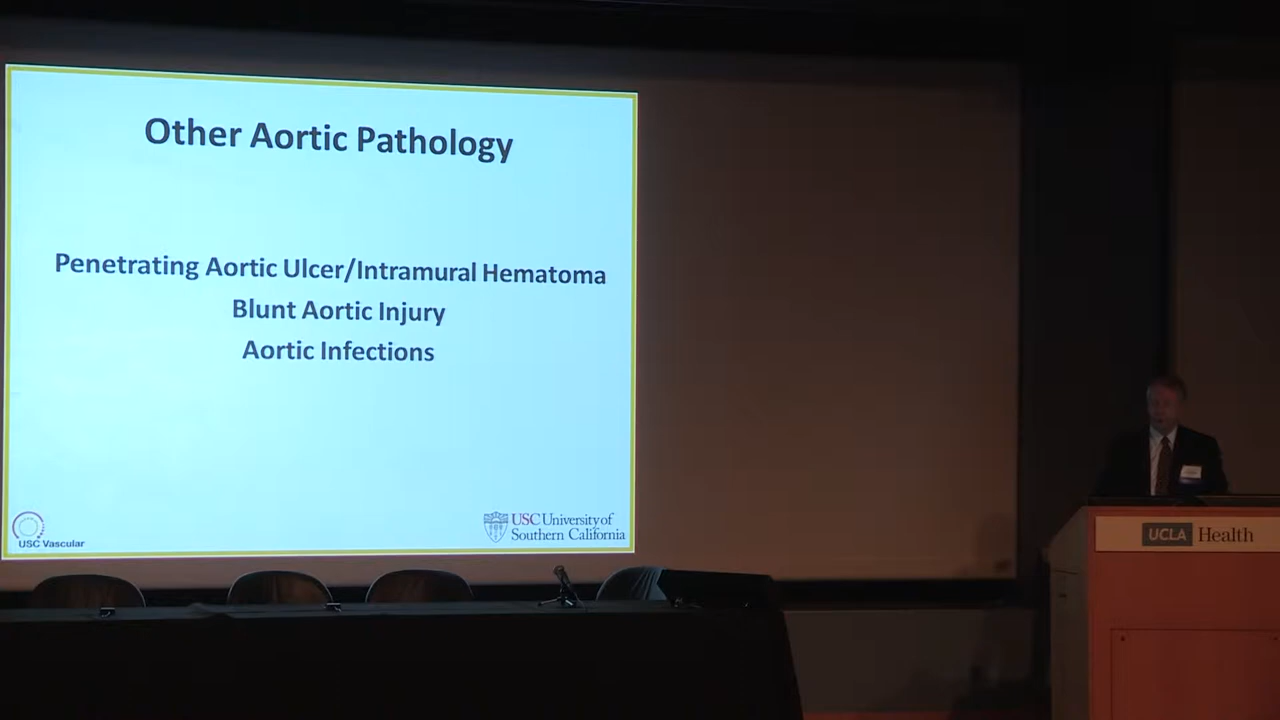 Other Aortic Pathology
Penetrating Aortic Ulcer/Intramural Hematoma
Blunt Aortic Injury
Aortic Infections
USC Vascular
USC University of
Southern California
UCLA Health